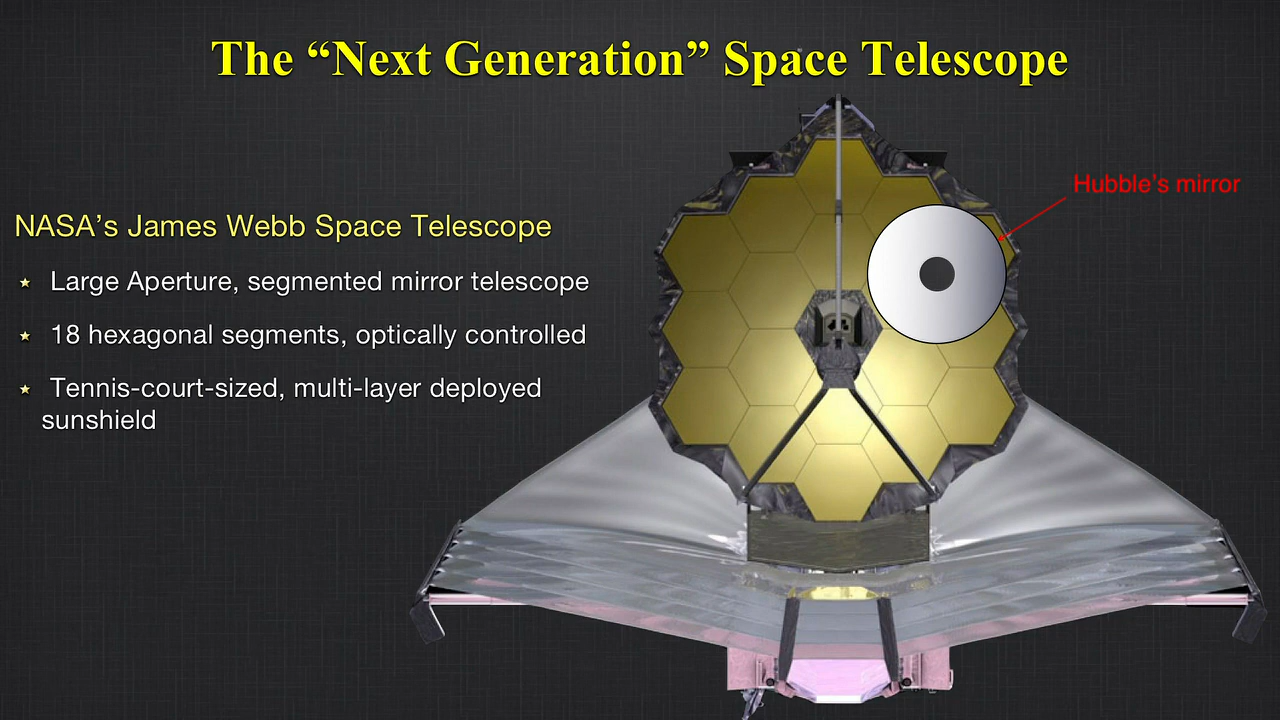 The “Next Generation” Space Telescope
Hubble’s mirror
NASA’s James Webb Space Telescope
Large Aperture, segmented mirror telescope
18 hexagonal segments, optically controlled
Tennis-court-sized, multi-layer deployed
sunshield